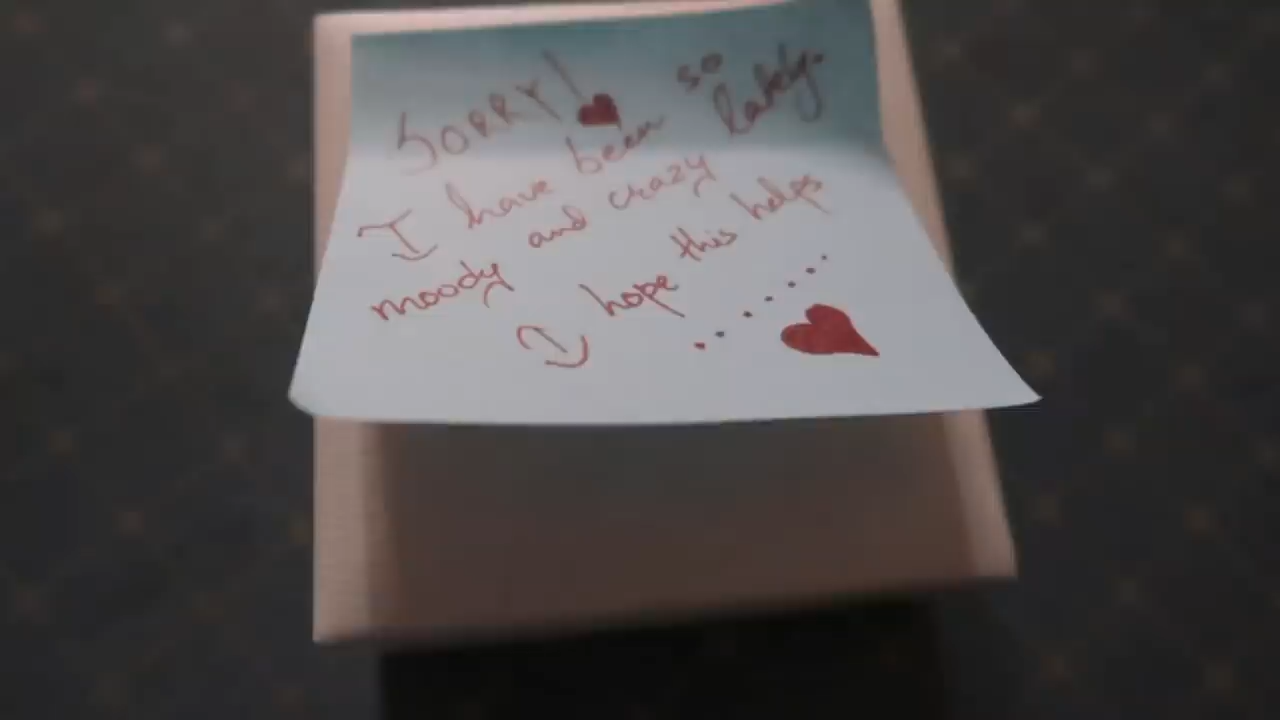 SORRY!
I have been so
moody and crazy lately.
I hope this helps
.......